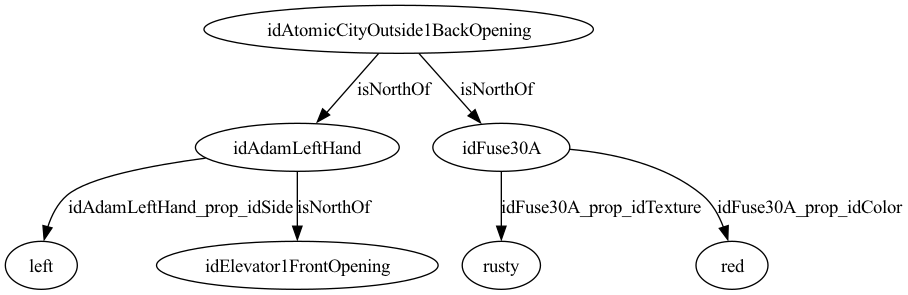 idAtomicCityOutside1BackOpening
isNorthOf isNorthOf
idAdamLeftHand idFuse30A
idAdamLeftHand_prop_idSide isNorthOf idFuse30A_prop_idTexture idFuse30A_prop_idColor
left idElevator1FrontOpening rusty red